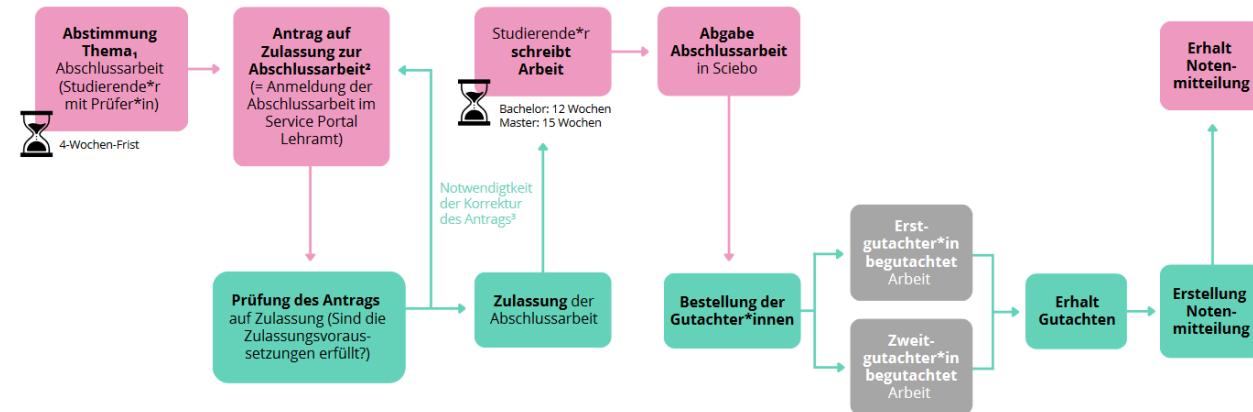 Abstimmung
Thema₁
Abschlussarbeit
(Studierende*r
mit Prüfer*in)
4-Wochen-Frist
Antrag auf
Zulassung zur
Abschlussarbeit²
(= Anmeldung der
Abschlussarbeit im
Service Portal
Lehramt)
Prüfung des Antrags
auf Zulassung (Sind die
Zulassungsvoraus-
setzungen erfüllt?)
Notwendigkeit
der Korrektur
des Antrags³
Zulassung der
Abschlussarbeit
Studierende*r
schreibt
Arbeit
Bachelor: 12 Wochen
Master: 15 Wochen
Abgabe
Abschlussarbeit
in Sciebo
Bestellung der
Gutachter*innen
Erst-
gutachter*in
begutachtet
Arbeit
Zweit-
gutachter*in
begutachtet
Arbeit
Erhalt
Gutachten
Erstellung
Noten-
mitteilung
Erhalt
Noten-
mitteilung